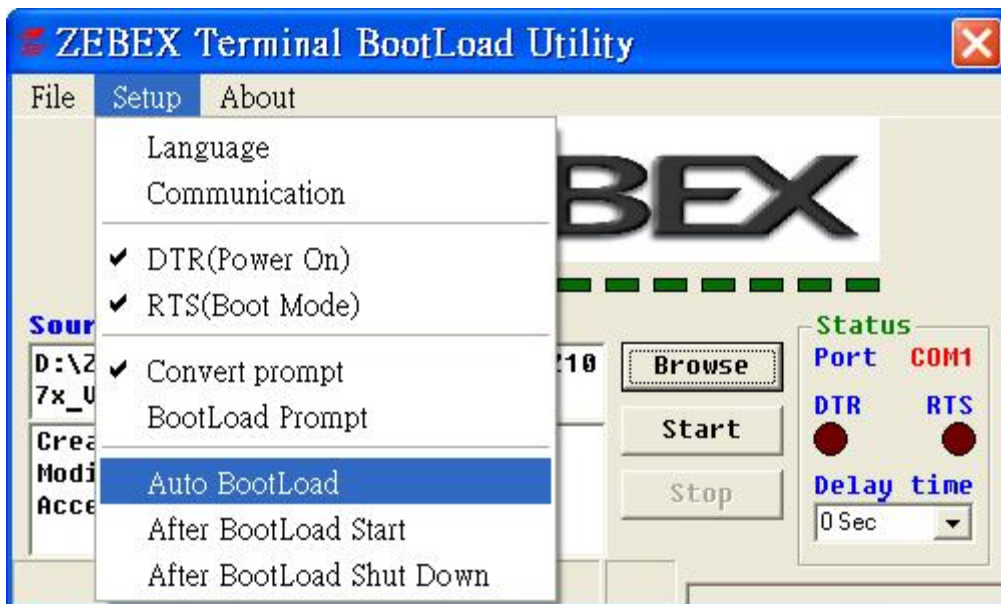 ZEBEX Terminal BootLoad Utility
File Setup About
Language
Communication
DTR(Power On)
RTS(Boot Mode)
Convert prompt
BootLoad Prompt
Auto BootLoad
After BootLoad Start
After BootLoad Shut Down
BEX
Sour
D:\Z :10
7x_U
Crea
Modi
Acce
Browse
Start
Stop
Status
Port COM1
DTR RTS
Delay time
0 Sec